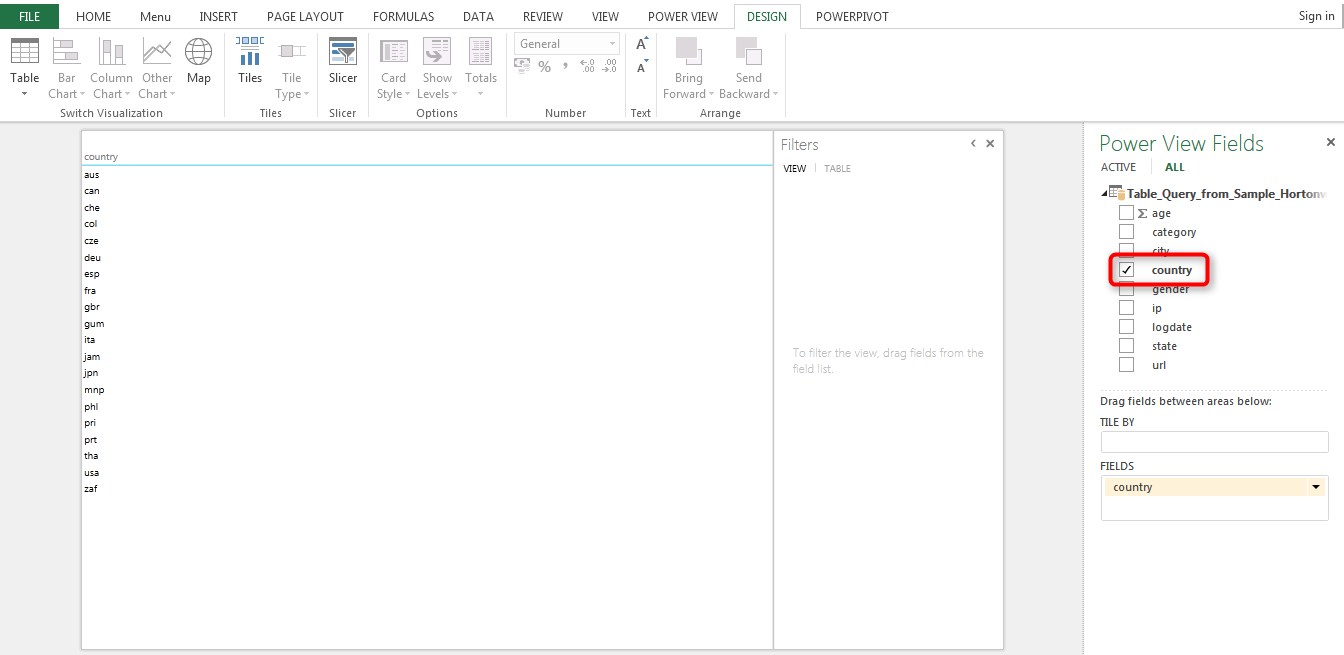 FILE HOME Menu INSERT PAGE LAYOUT FORMULAS DATA REVIEW VIEW POWER VIEW DESIGN POWERPIVOT Sign in
Table
Bar
Chart
Column
Chart
Other
Chart
Map
Switch Visualization
Tiles
Tile
Type
Tiles
Slicer
Slicer
Card
Style
Show
Levels
Totals
Options
General
% , .00 .00
Number
A
A
Text
Bring
Forward
Send
Backward
Arrange
country
aus
can
che
col
cze
deu
esp
fra
gbr
gum
ita
jam
jpn
mnp
phl
pri
prt
tha
usa
zaf
Filters
VIEW TABLE
To filter the view, drag fields from the
field list.
Power View Fields
ACTIVE ALL
Table_Query_from_Sample_Horton
Σ age
category
city
country
gender
ip
logdate
state
url
Drag fields between areas below:
TILE BY
FIELDS
country